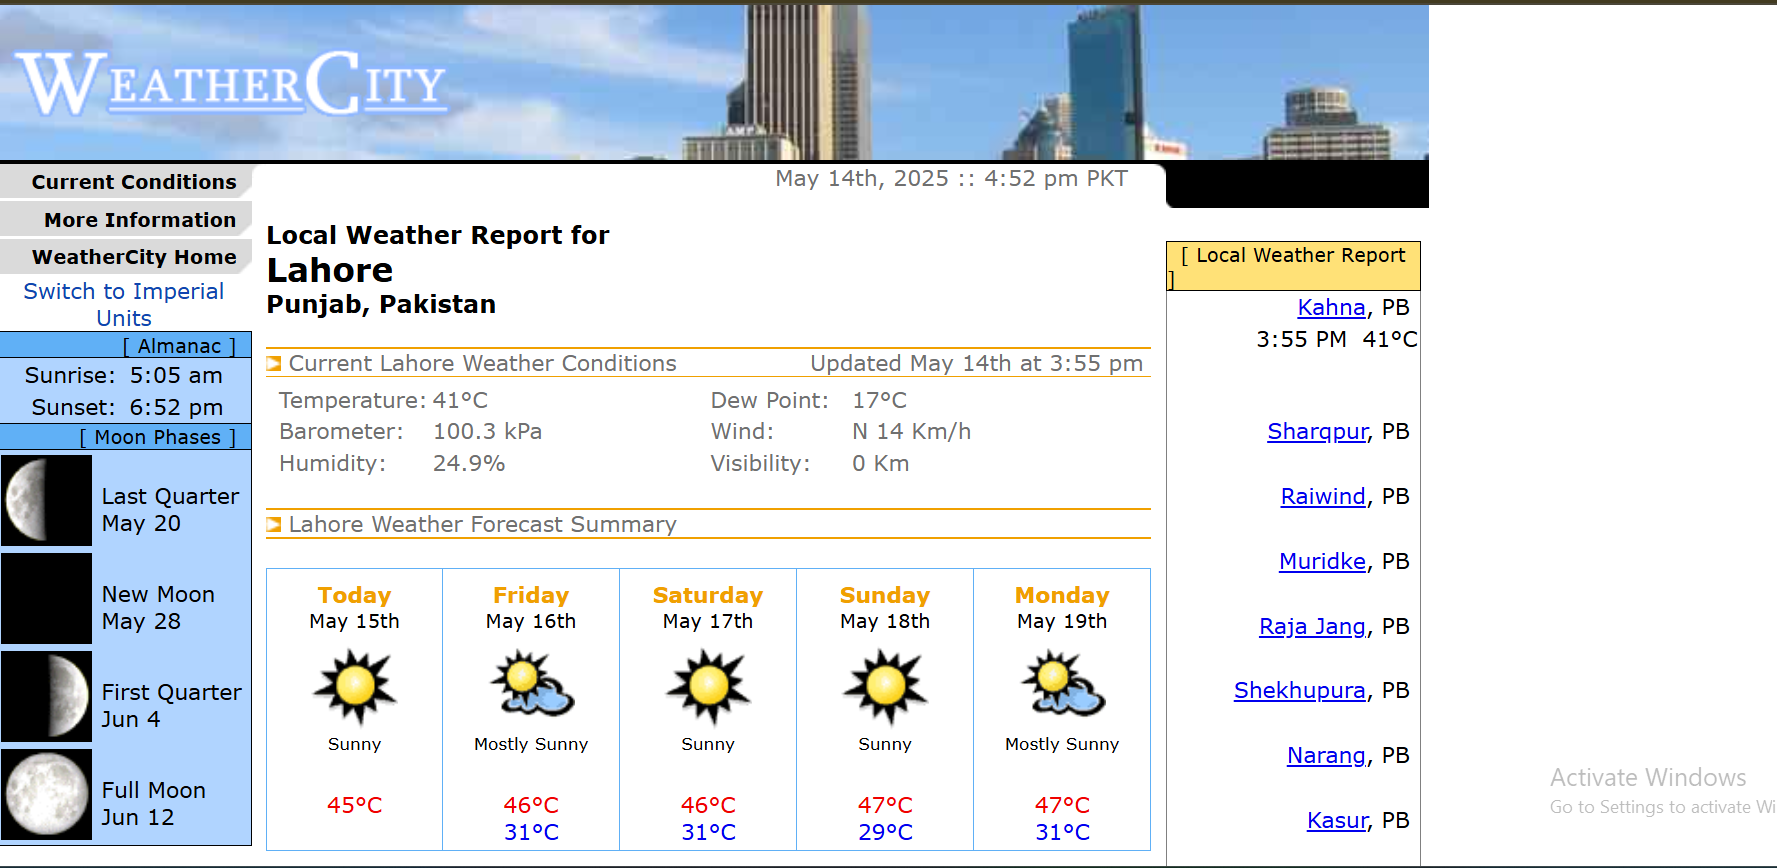 WEATHERCITY
AMP
May 14th, 2025 :: 4:52 pm PKT
Current Conditions
More Information
WeatherCity Home
Switch to Imperial
Units
[ Almanac ]
Sunrise: 5:05 am
Sunset: 6:52 pm
[ Moon Phases ]
Last Quarter
May 20
New Moon
May 28
First Quarter
Jun 4
Full Moon
Jun 12
Local Weather Report for
Lahore
Punjab, Pakistan
Current Lahore Weather Conditions Updated May 14th at 3:55 pm
Temperature: 41°C Dew Point: 17°C
Barometer: 100.3 kPa Wind: N 14 Km/h
Humidity: 24.9% Visibility: 0 Km
Lahore Weather Forecast Summary
Today Friday Saturday Sunday Monday
May 15th May 16th May 17th May 18th May 19th
Sunny Mostly Sunny Sunny Sunny Mostly Sunny
45°C 46°C 46°C 47°C 47°C
31°C 31°C 29°C 31°C
[ Local Weather Report
]
Kahna, PB
3:55 PM 41°C
Sharqpur, PB
Raiwind, PB
Muridke, PB
Raja Jang, PB
Shekhupura, PB
Narang, PB
Kasur, PB
Activate Windows
Go to Settings to activate Wi